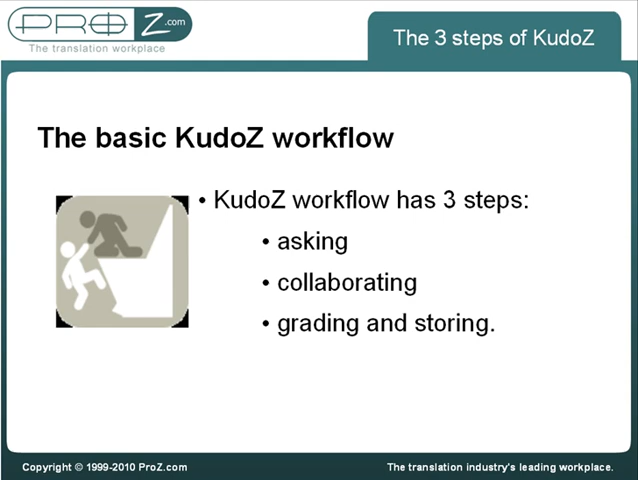 PROZ.com
The translation workplace
The 3 steps of KudoZ
The basic KudoZ workflow
• KudoZ workflow has 3 steps:
• asking
• collaborating
• grading and storing.
Copyright © 1999-2010 ProZ.com
The translation industry's leading workplace.